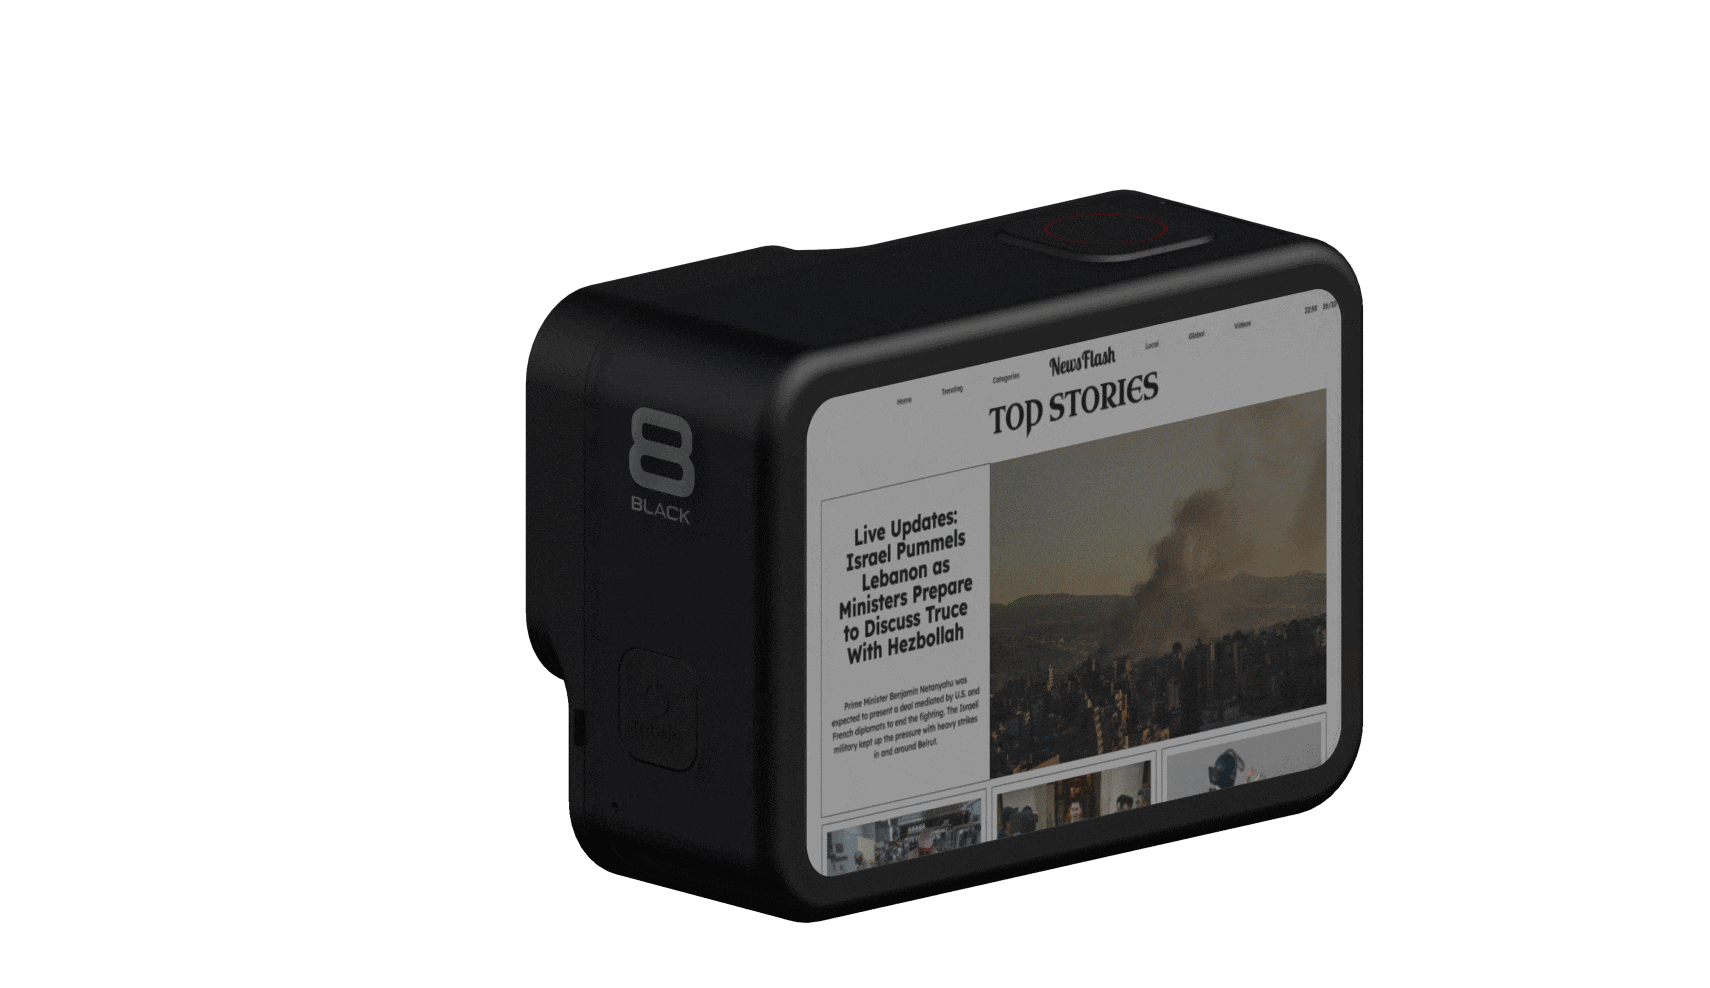 8
BLACK
22:50
Home Trending Categories NewsFlash Local Global Videos
TOP STORIES
Live Updates:
Israel Pummels
Lebanon as
Ministers Prepare
to Discuss Truce
With Hezbollah
Prime Minister Benjamin Netanyahu was
expected to present a deal mediated by U.S. and
French diplomats to end the fighting. The Israeli
military kept up the pressure with heavy strikes
in and around Beirut.